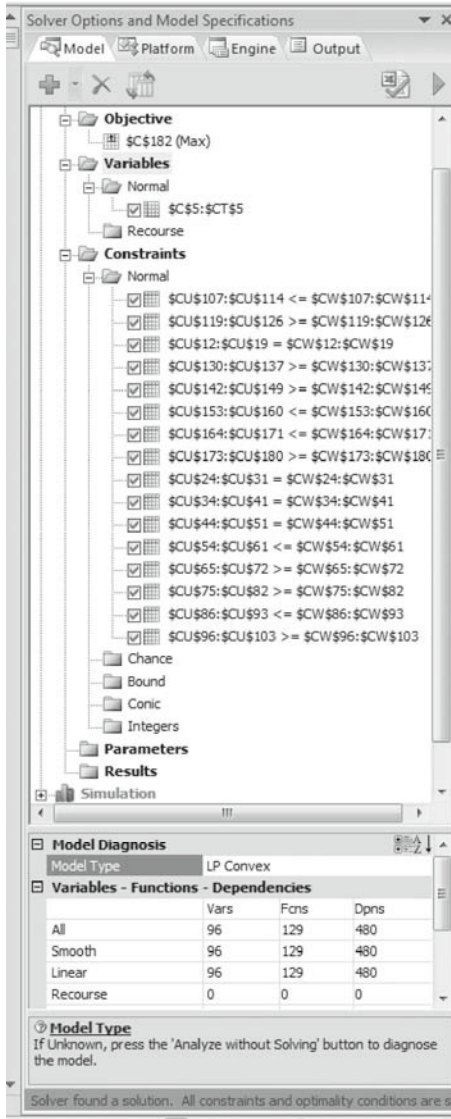 Solver Options and Model Specifications
Model Platform Engine Output
Objective
$C$182 (Max)
Variables
Normal
$C$5:$CT$5
Recourse
Constraints
Normal
$CU$107:$CU$114 <= $CW$107:$CW$114
$CU$119:$CU$126 >= $CW$119:$CW$126
$CU$12:$CU$19 = $CW$12:$CW$19
$CU$130:$CU$137 >= $CW$130:$CW$137
$CU$142:$CU$149 >= $CW$142:$CW$149
$CU$153:$CU$160 <= $CW$153:$CW$160
$CU$164:$CU$171 <= $CW$164:$CW$171
$CU$173:$CU$180 >= $CW$173:$CW$180
$CU$24:$CU$31 = $CW$24:$CW$31
$CU$34:$CU$41 = $CW$34:$CW$41
$CU$44:$CU$51 = $CW$44:$CW$51
$CU$54:$CU$61 <= $CW$54:$CW$61
$CU$65:$CU$72 >= $CW$65:$CW$72
$CU$75:$CU$82 >= $CW$75:$CW$82
$CU$86:$CU$93 <= $CW$86:$CW$93
$CU$96:$CU$103 >= $CW$96:$CW$103
Chance
Bound
Conic
Integers
Parameters
Results
Simulation
Model Diagnosis
Model Type LP Convex
Variables - Functions - Dependencies
Vars Fcns Dpns
All 96 129 480
Smooth 96 129 480
Linear 96 129 480
Recourse 0 0 0
Model Type
If Unknown, press the 'Analyze without Solving' button to diagnose
the model.
Solver found a solution. All constraints and optimality conditions are s